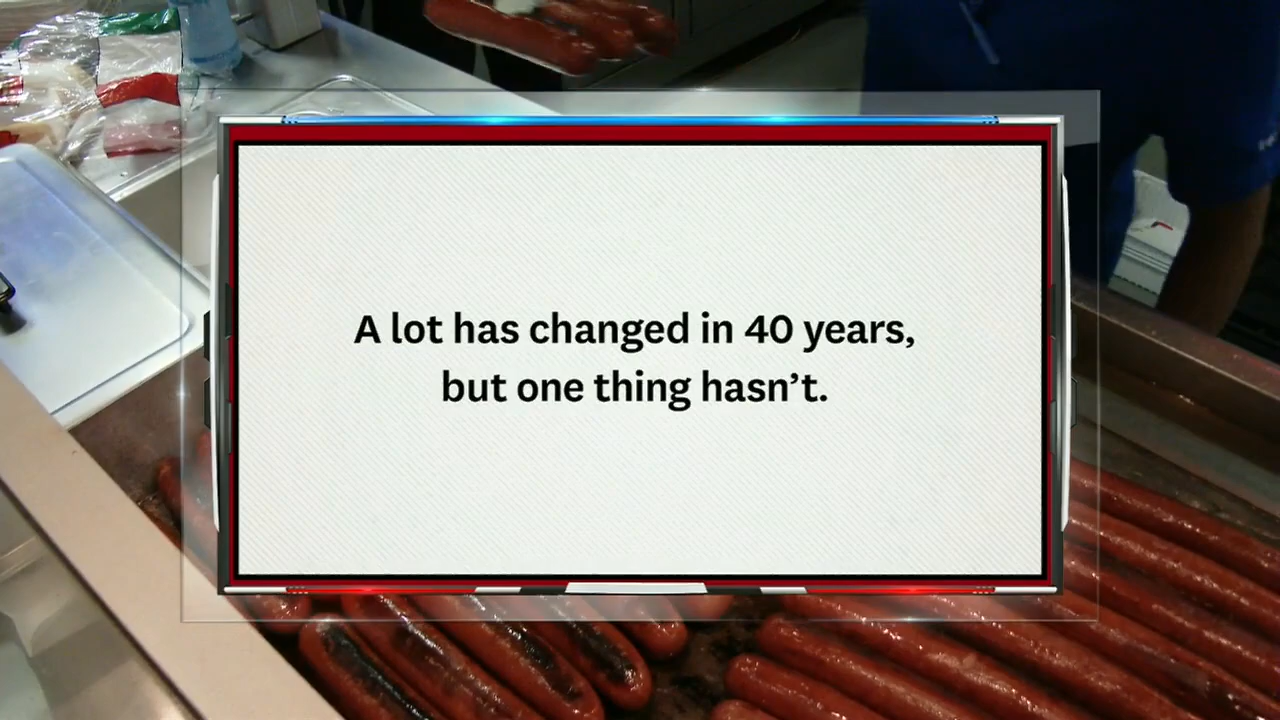 A lot has changed in 40 years,
but one thing hasn’t.